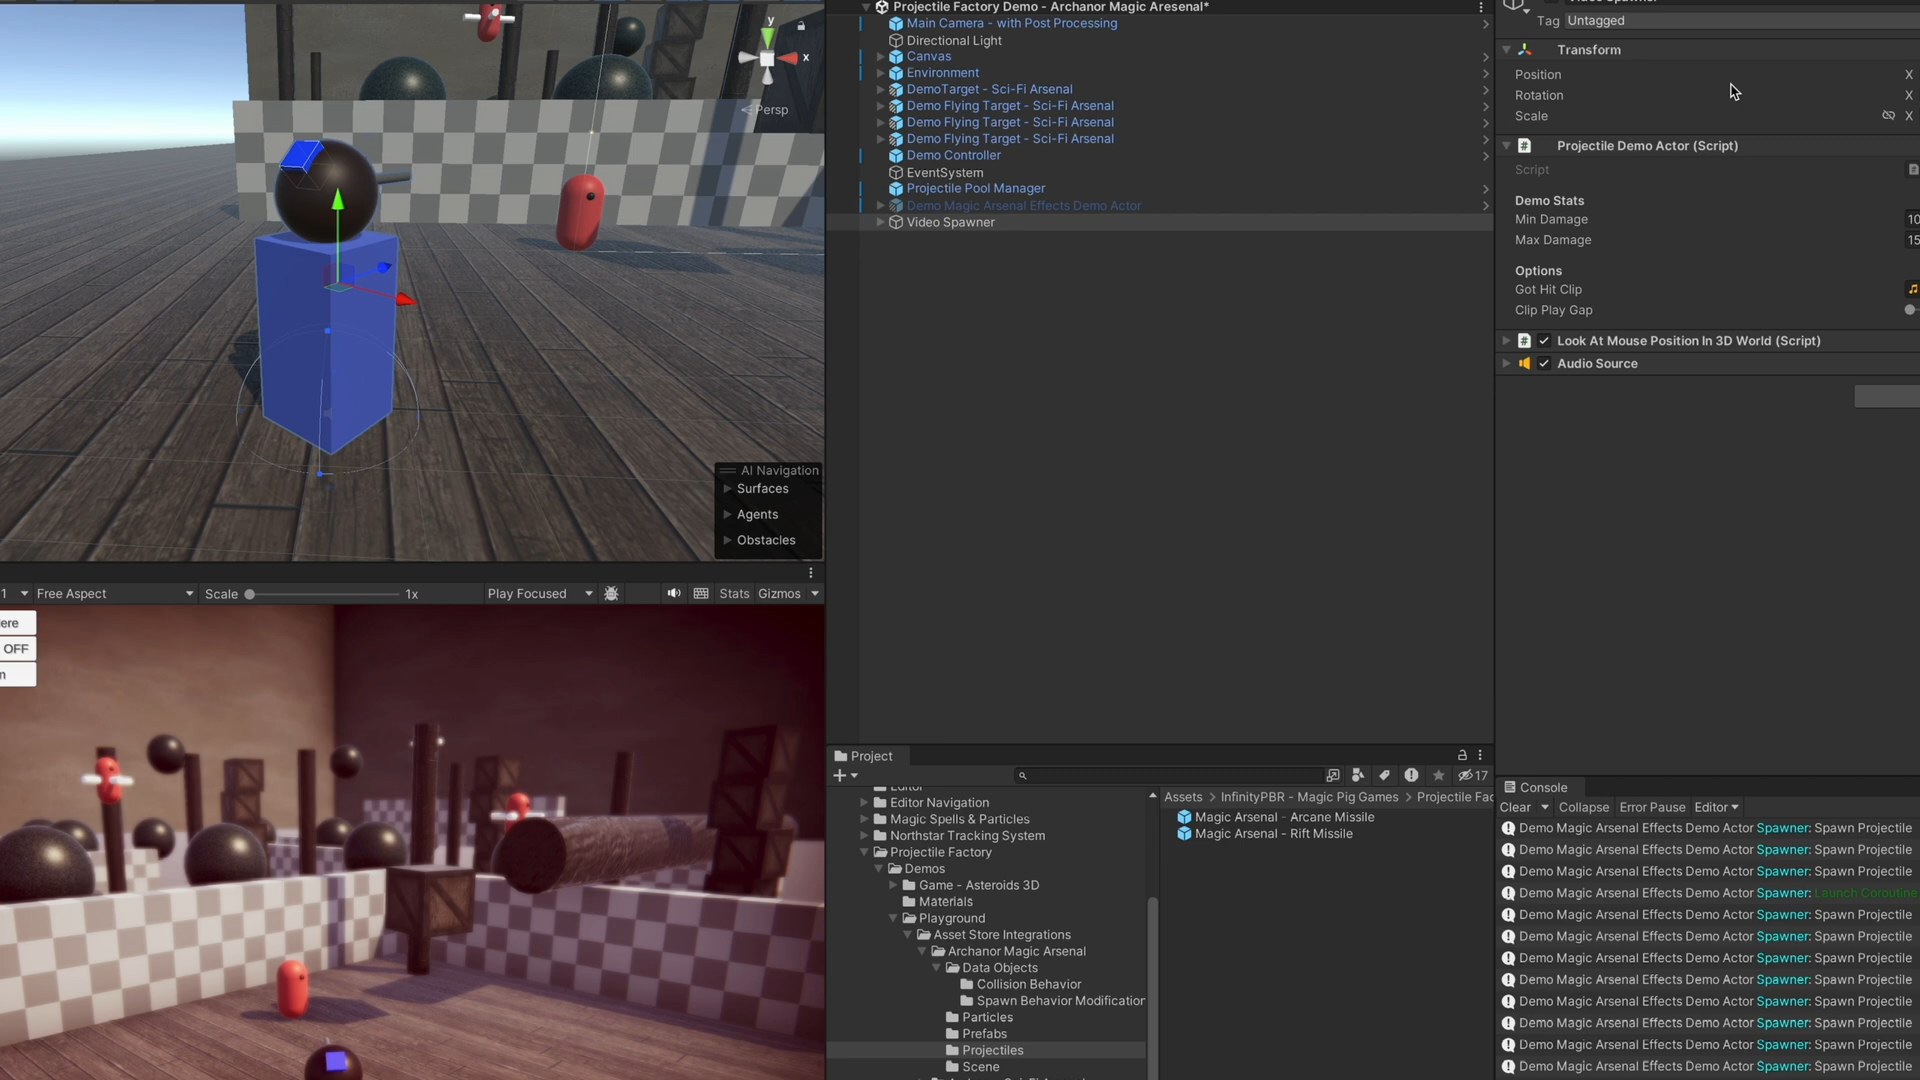 y
x
Persp
AI Navigation
Surfaces
Agents
Obstacles
1
Free Aspect
Scale
1x
Play Focused
Stats
Gizmos
ere
OFF
m
Projectile Factory Demo - Archanor Magic Aresenal*
Main Camera - with Post Processing
Directional Light
Canvas
Environment
DemoTarget - Sci-Fi Arsenal
Demo Flying Target - Sci-Fi Arsenal
Demo Flying Target - Sci-Fi Arsenal
Demo Flying Target - Sci-Fi Arsenal
Demo Controller
EventSystem
Projectile Pool Manager
Demo Magic Arsenal Effects Demo Actor
Video Spawner
Project
17
Editor
Editor Navigation
Magic Spells & Particles
Northstar Tracking System
Projectile Factory
Demos
Game - Asteroids 3D
Materials
Playground
Asset Store Integrations
Archanor Magic Arsenal
Data Objects
Collision Behavior
Spawn Behavior Modification
Particles
Prefabs
Projectiles
Scene
Assets > InfinityPBR - Magic Pig Games > Projectile Fac
Magic Arsenal - Arcane Missile
Magic Arsenal - Rift Missile
Tag Untagged
Transform
Position X
Rotation X
Scale X
Projectile Demo Actor (Script)
Script
Demo Stats
Min Damage 10
Max Damage 15
Options
Got Hit Clip
Clip Play Gap
Look At Mouse Position In 3D World (Script)
Audio Source
Console
Clear Collapse Error Pause Editor
Demo Magic Arsenal Effects Demo Actor Spawner: Spawn Projectile
Demo Magic Arsenal Effects Demo Actor Spawner: Spawn Projectile
Demo Magic Arsenal Effects Demo Actor Spawner: Spawn Projectile
Demo Magic Arsenal Effects Demo Actor Spawner: Launch Coroutine
Demo Magic Arsenal Effects Demo Actor Spawner: Spawn Projectile
Demo Magic Arsenal Effects Demo Actor Spawner: Spawn Projectile
Demo Magic Arsenal Effects Demo Actor Spawner: Spawn Projectile
Demo Magic Arsenal Effects Demo Actor Spawner: Spawn Projectile
Demo Magic Arsenal Effects Demo Actor Spawner: Spawn Projectile
Demo Magic Arsenal Effects Demo Actor Spawner: Spawn Projectile
Demo Magic Arsenal Effects Demo Actor Spawner: Spawn Projectile
Demo Magic Arsenal Effects Demo Actor Spawner: Spawn Projectile